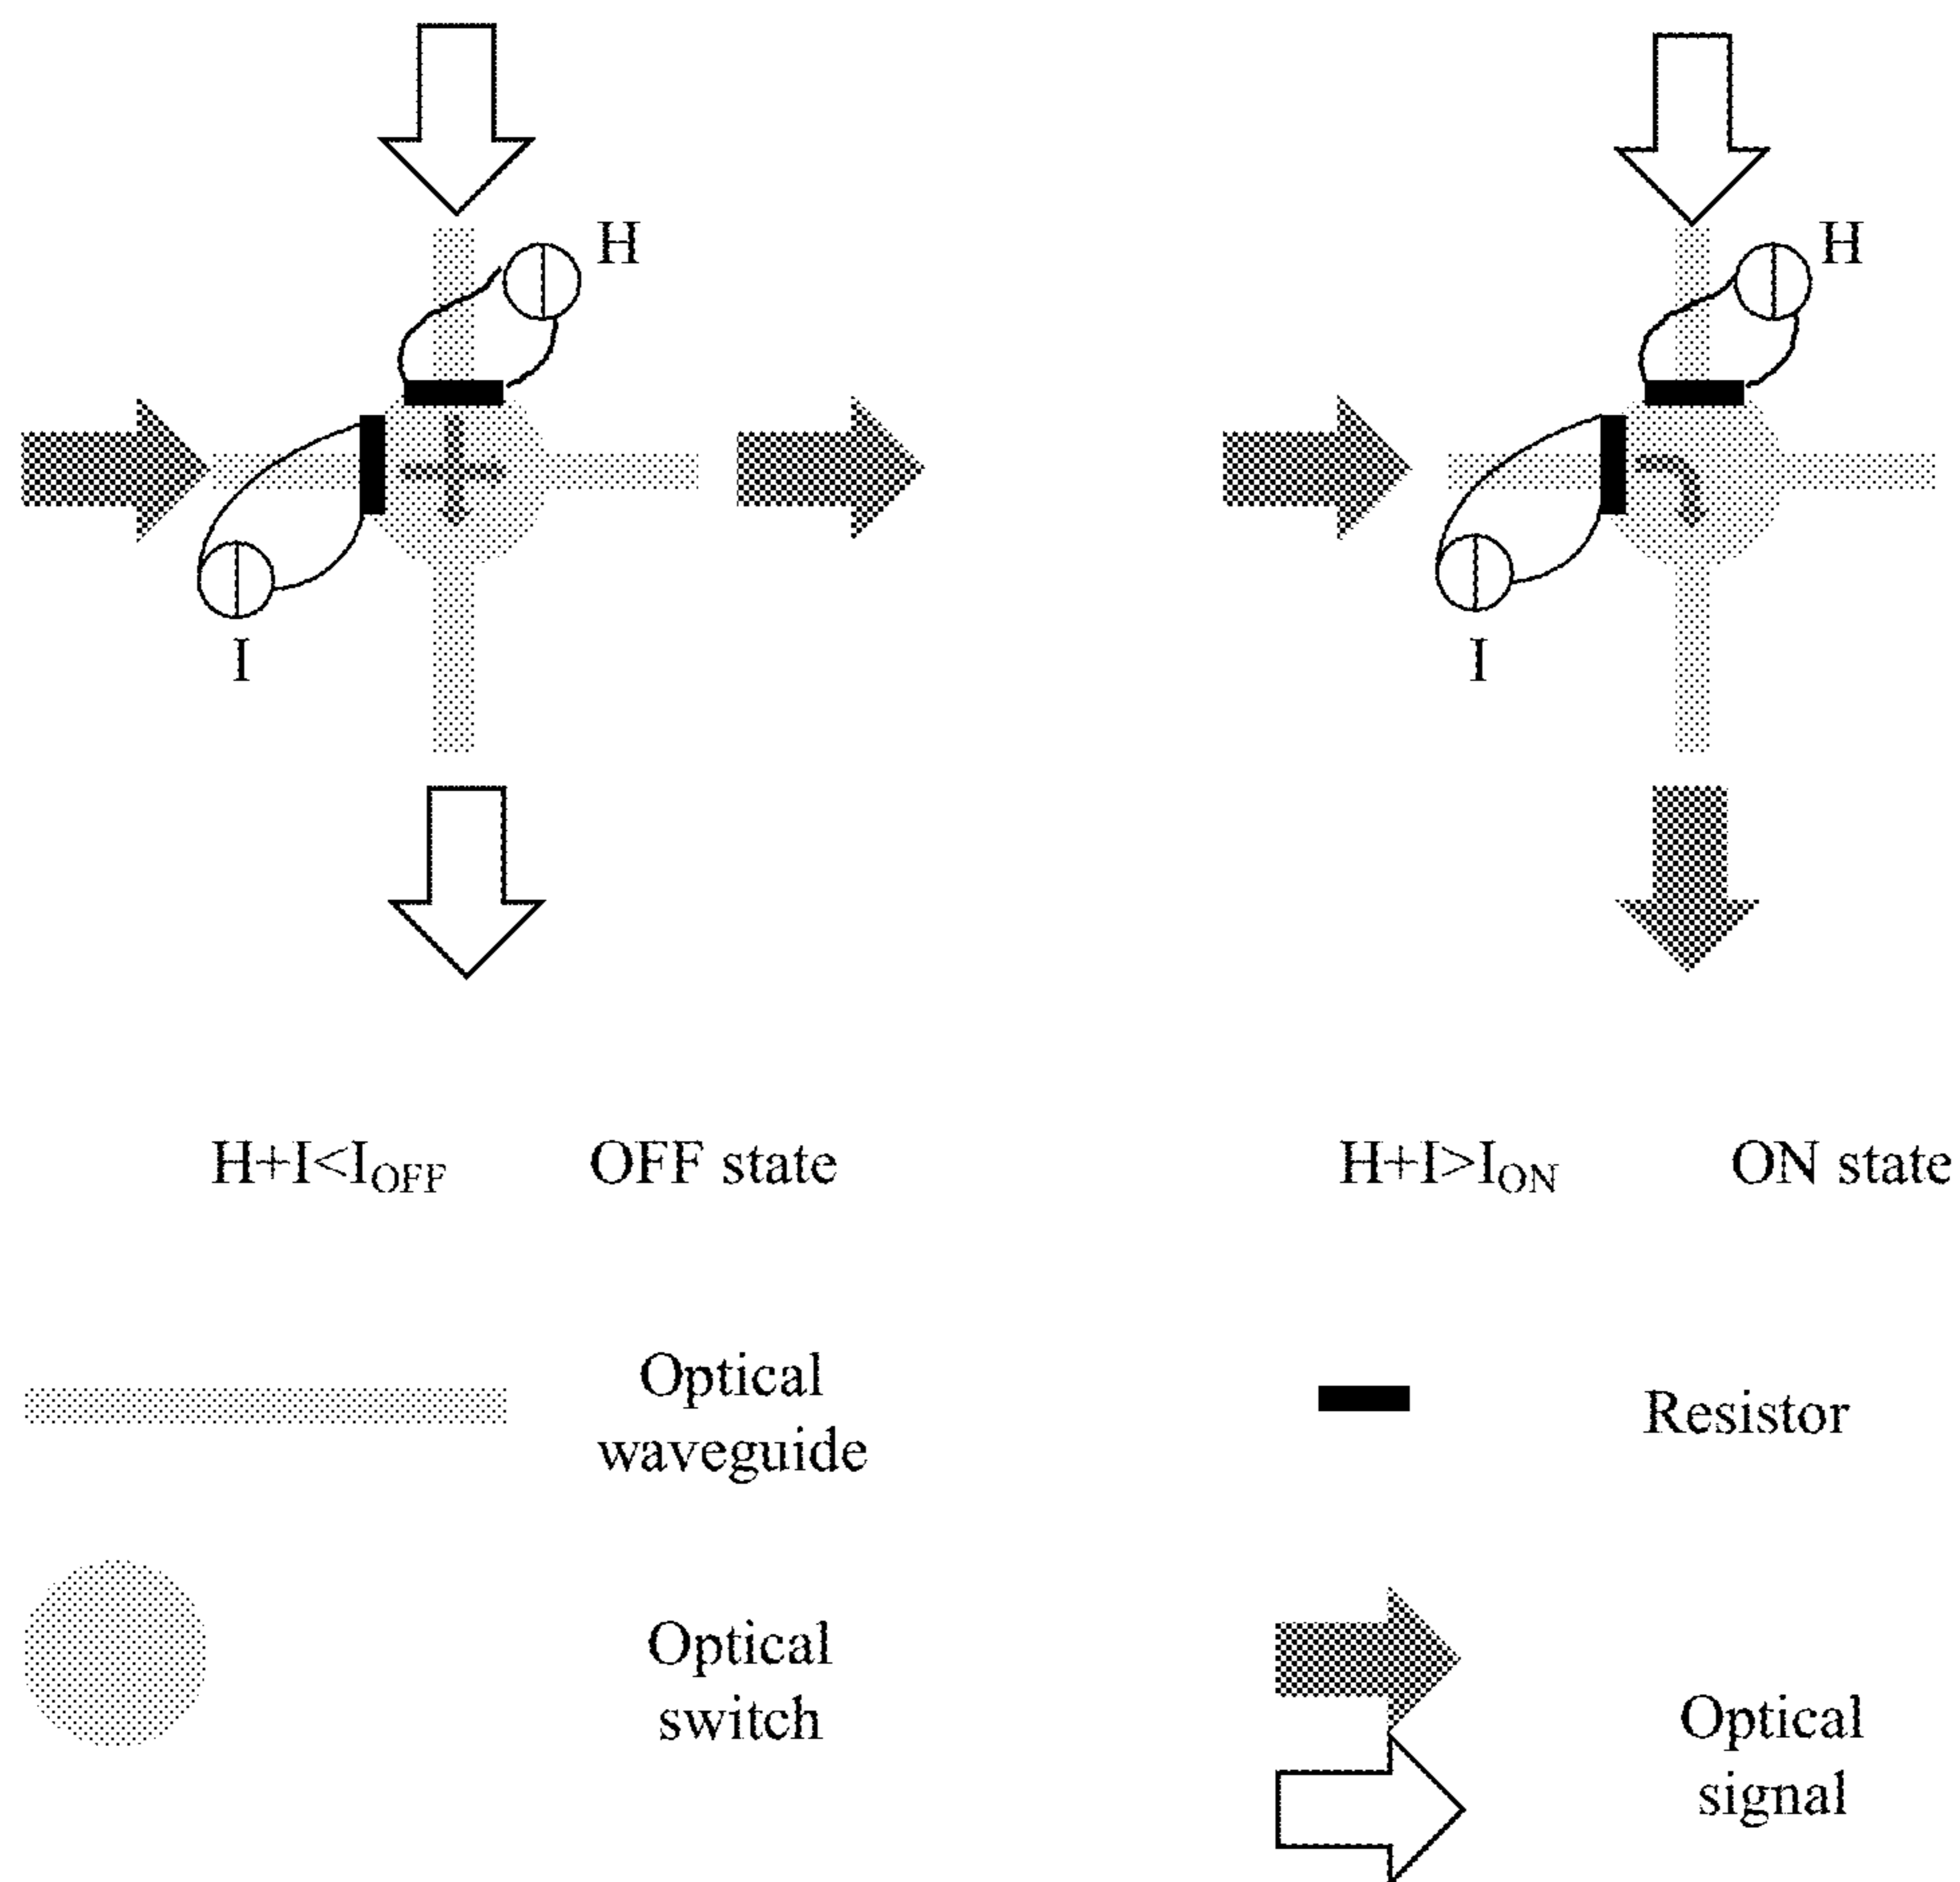 H
H
I
I
H+I<I_OFF OFF state
H+I>I_ON ON state
Optical
waveguide
Resistor
Optical
switch
Optical
signal